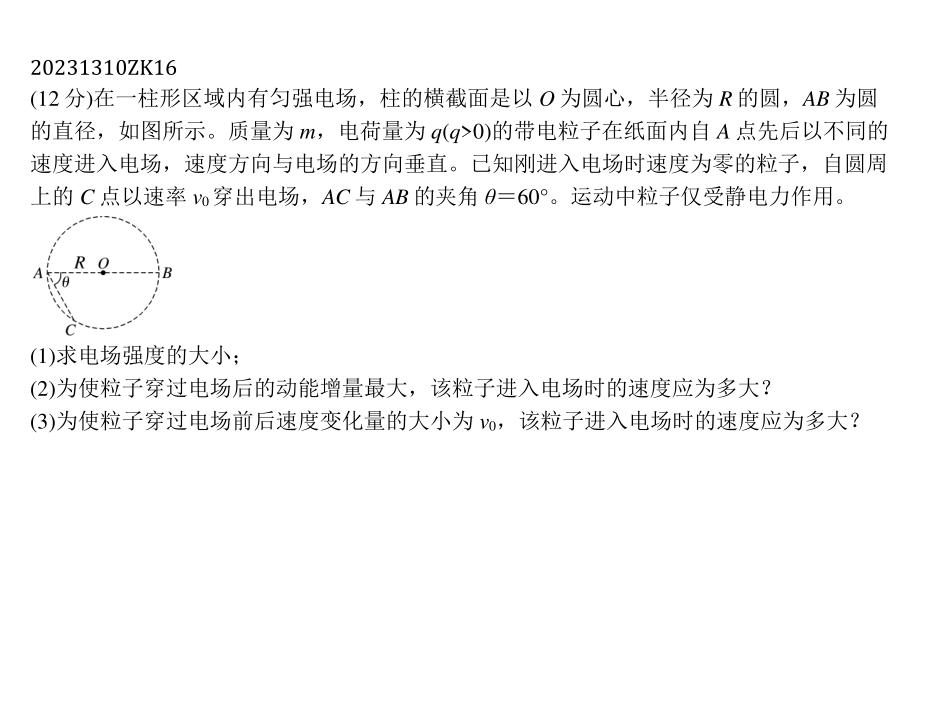 20231310ZK16
(12 分)在一柱形区域内有匀强电场，柱的横截面是以 O 为圆心，半径为 R 的圆，AB 为圆
的直径，如图所示。质量为 m，电荷量为 q(q>0)的带电粒子在纸面内自 A 点先后以不同的
速度进入电场，速度方向与电场的方向垂直。已知刚进入电场时速度为零的粒子，自圆周
上的 C 点以速率 v₀ 穿出电场，AC 与 AB 的夹角 θ＝60°。运动中粒子仅受静电力作用。
A R O B
θ
C
(1)求电场强度的大小；
(2)为使粒子穿过电场后的动能增量最大，该粒子进入电场时的速度应为多大？
(3)为使粒子穿过电场前后速度变化量的大小为 v₀，该粒子进入电场时的速度应为多大？